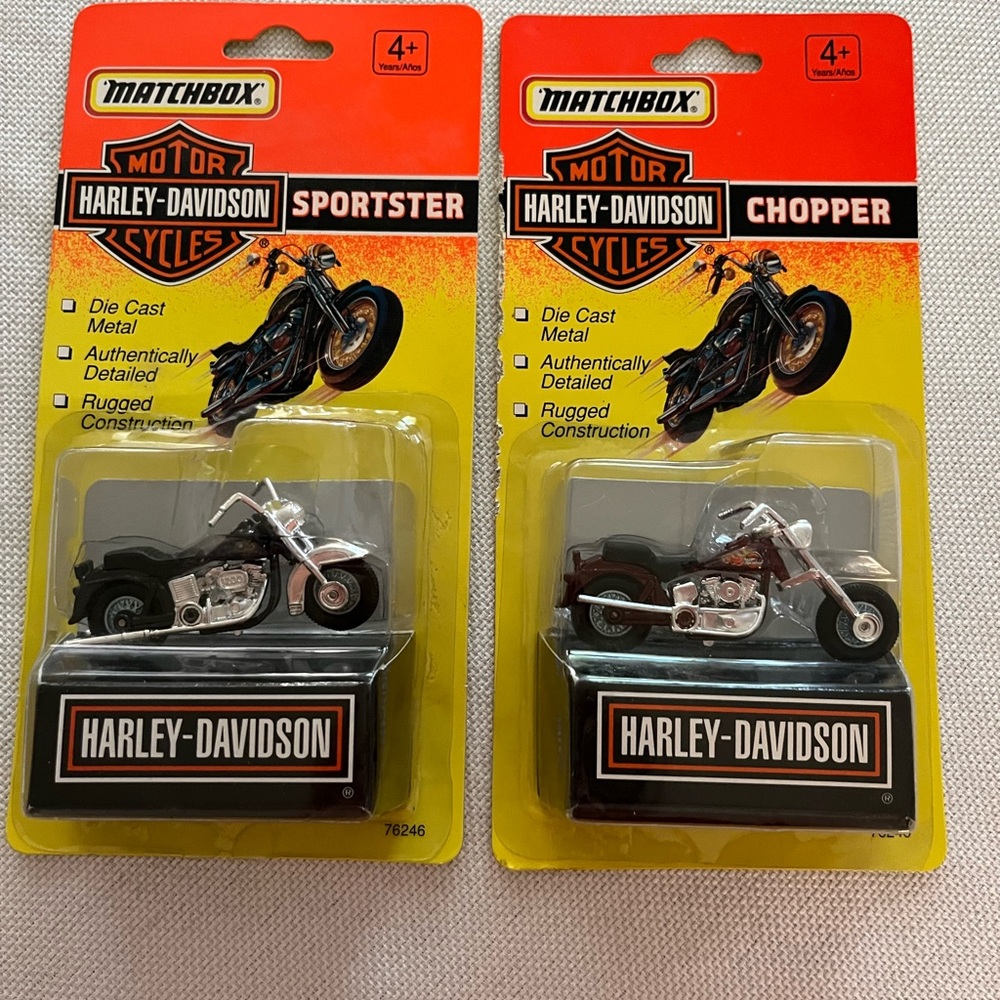 4+
Years/Años
"MATCHBOX"®
MOTOR
HARLEY-DAVIDSON
CYCLES
®
SPORTSTER
Die Cast
Metal
Authentically
Detailed
Rugged
Construction
HARLEY-DAVIDSON
®
76246
4+
Years/Años
"MATCHBOX"®
MOTOR
HARLEY-DAVIDSON
CYCLES
®
CHOPPER
Die Cast
Metal
Authentically
Detailed
Rugged
Construction
HARLEY-DAVIDSON
®